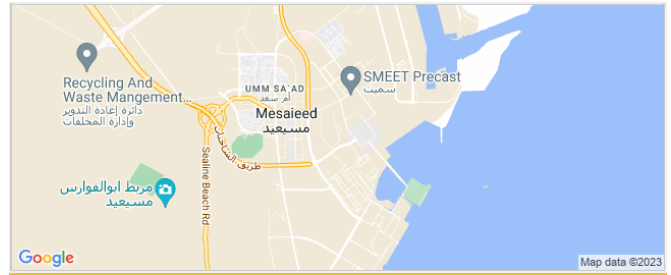 Recycling And
Waste Mangement...
دائرة إعادة التدوير
وإدارة المخلفات
UMM SA'AD
أم سعد
Mesaieed
مسيعيد
SMEET Precast
سميت
طريق الشاحنات
Sealine Beach Rd
مربط ابوالفوارس
مسيعيد
Google
Map data ©2023